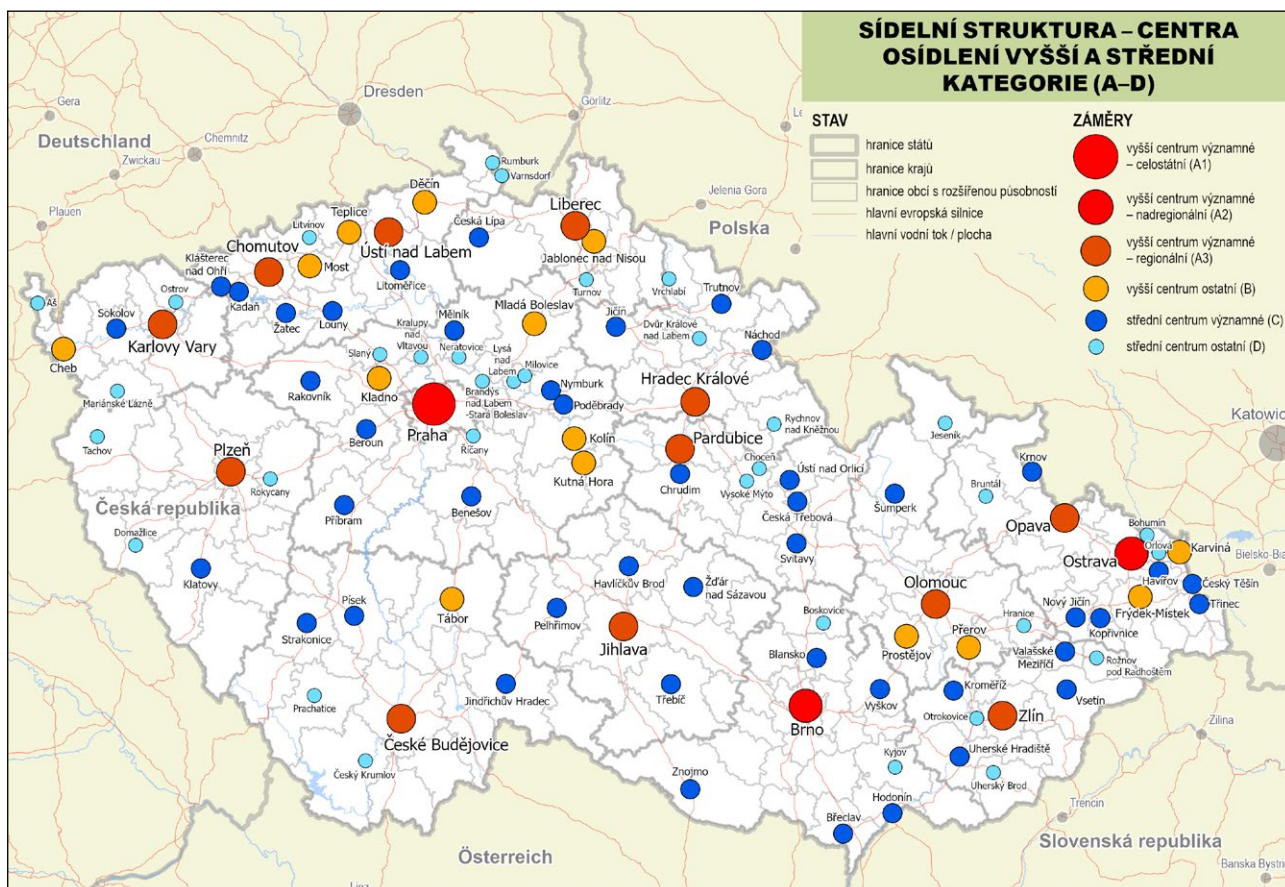 SÍDELNÍ STRUKTURA – CENTRA
OSÍDLENÍ VYŠŠÍ A STŘEDNÍ
KATEGORIE (A–D)
STAV
hranice států
hranice krajů
hranice obcí s rozšířenou působností
hlavní evropská silnice
hlavní vodní tok / plocha
ZÁMĚRY
vyšší centrum významné
– celostátní (A1)
vyšší centrum významné
– nadregionální (A2)
vyšší centrum významné
– regionální (A3)
vyšší centrum ostatní (B)
střední centrum významné (C)
střední centrum ostatní (D)
Gera
Dresden
Görlitz
Deutschland
Chemnitz
Zwickau
Plauen
Jelenia Gora
Polska
Rumburk
Varnsdorf
Děčín
Teplice
Litvínov
Česká Lípa
Liberec
Chomutov
Ústí nad Labem
Klášterec
nad Ohří
Most
Jablonec nad Nisou
Litoměřice
Turnov
Vrchlabí
Trutnov
Aš
Sokolov
Ostrov
Kadaň
Žatec
Louny
Mělník
Mladá Boleslav
Jičín
Karlovy Vary
Cheb
Kralupy
nad
Vltavou
Slaný
Neratovice
Lysá
nad
Labem
Milovice
Dvůr Králové
nad Labem
Náchod
Mariánské Lázně
Rakovník
Kladno
Brandýs
nad Labem
-Stará Boleslav
Nymburk
Poděbrady
Hradec Králové
Praha
Beroun
Říčany
Kolín
Kutná Hora
Pardubice
Rychnov
nad Kněžnou
Tachov
Plzeň
Rokycany
Choceň
Vysoké Mýto
Ústí nad Orlicí
Chrudim
Jeseník
Katowice
Krnov
Bruntál
Šumperk
Česká republika
Příbram
Benešov
Česká Třebová
Svitavy
Opava
Bohumín
Orlová
Karviná
Ostrava
Havířov
Český Těšín
Bielsko-Bi
Třinec
Domažlice
Klatovy
Havlíčkův Brod
Žďár
nad Sázavou
Olomouc
Hranice
Nový Jičín
Frýdek-Místek
Kopřivnice
Písek
Strakonice
Tábor
Pelhřimov
Jihlava
Boskovice
Prostějov
Přerov
Valašské
Meziříčí
Rožnov
pod Radhoštěm
Blansko
Prachatice
Jindřichův Hradec
Třebíč
Vyškov
Kroměříž
Vsetín
Brno
Otrokovice
Zlín
České Budějovice
Český Krumlov
Žilina
Kyjov
Uherské Hradiště
Uherský Brod
Znojmo
Hodonín
Břeclav
Trencin
Slovenská republika
Österreich
Banska Bystri